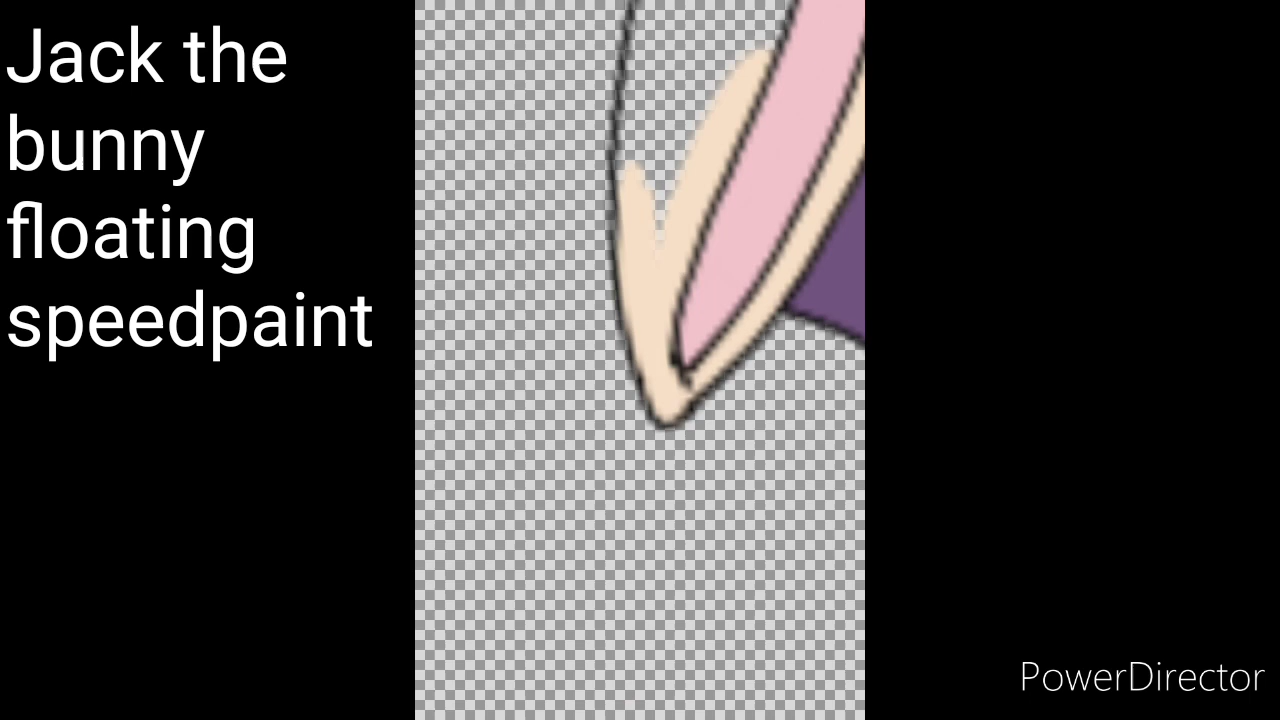 Jack the
bunny
floating
speedpaint
PowerDirector